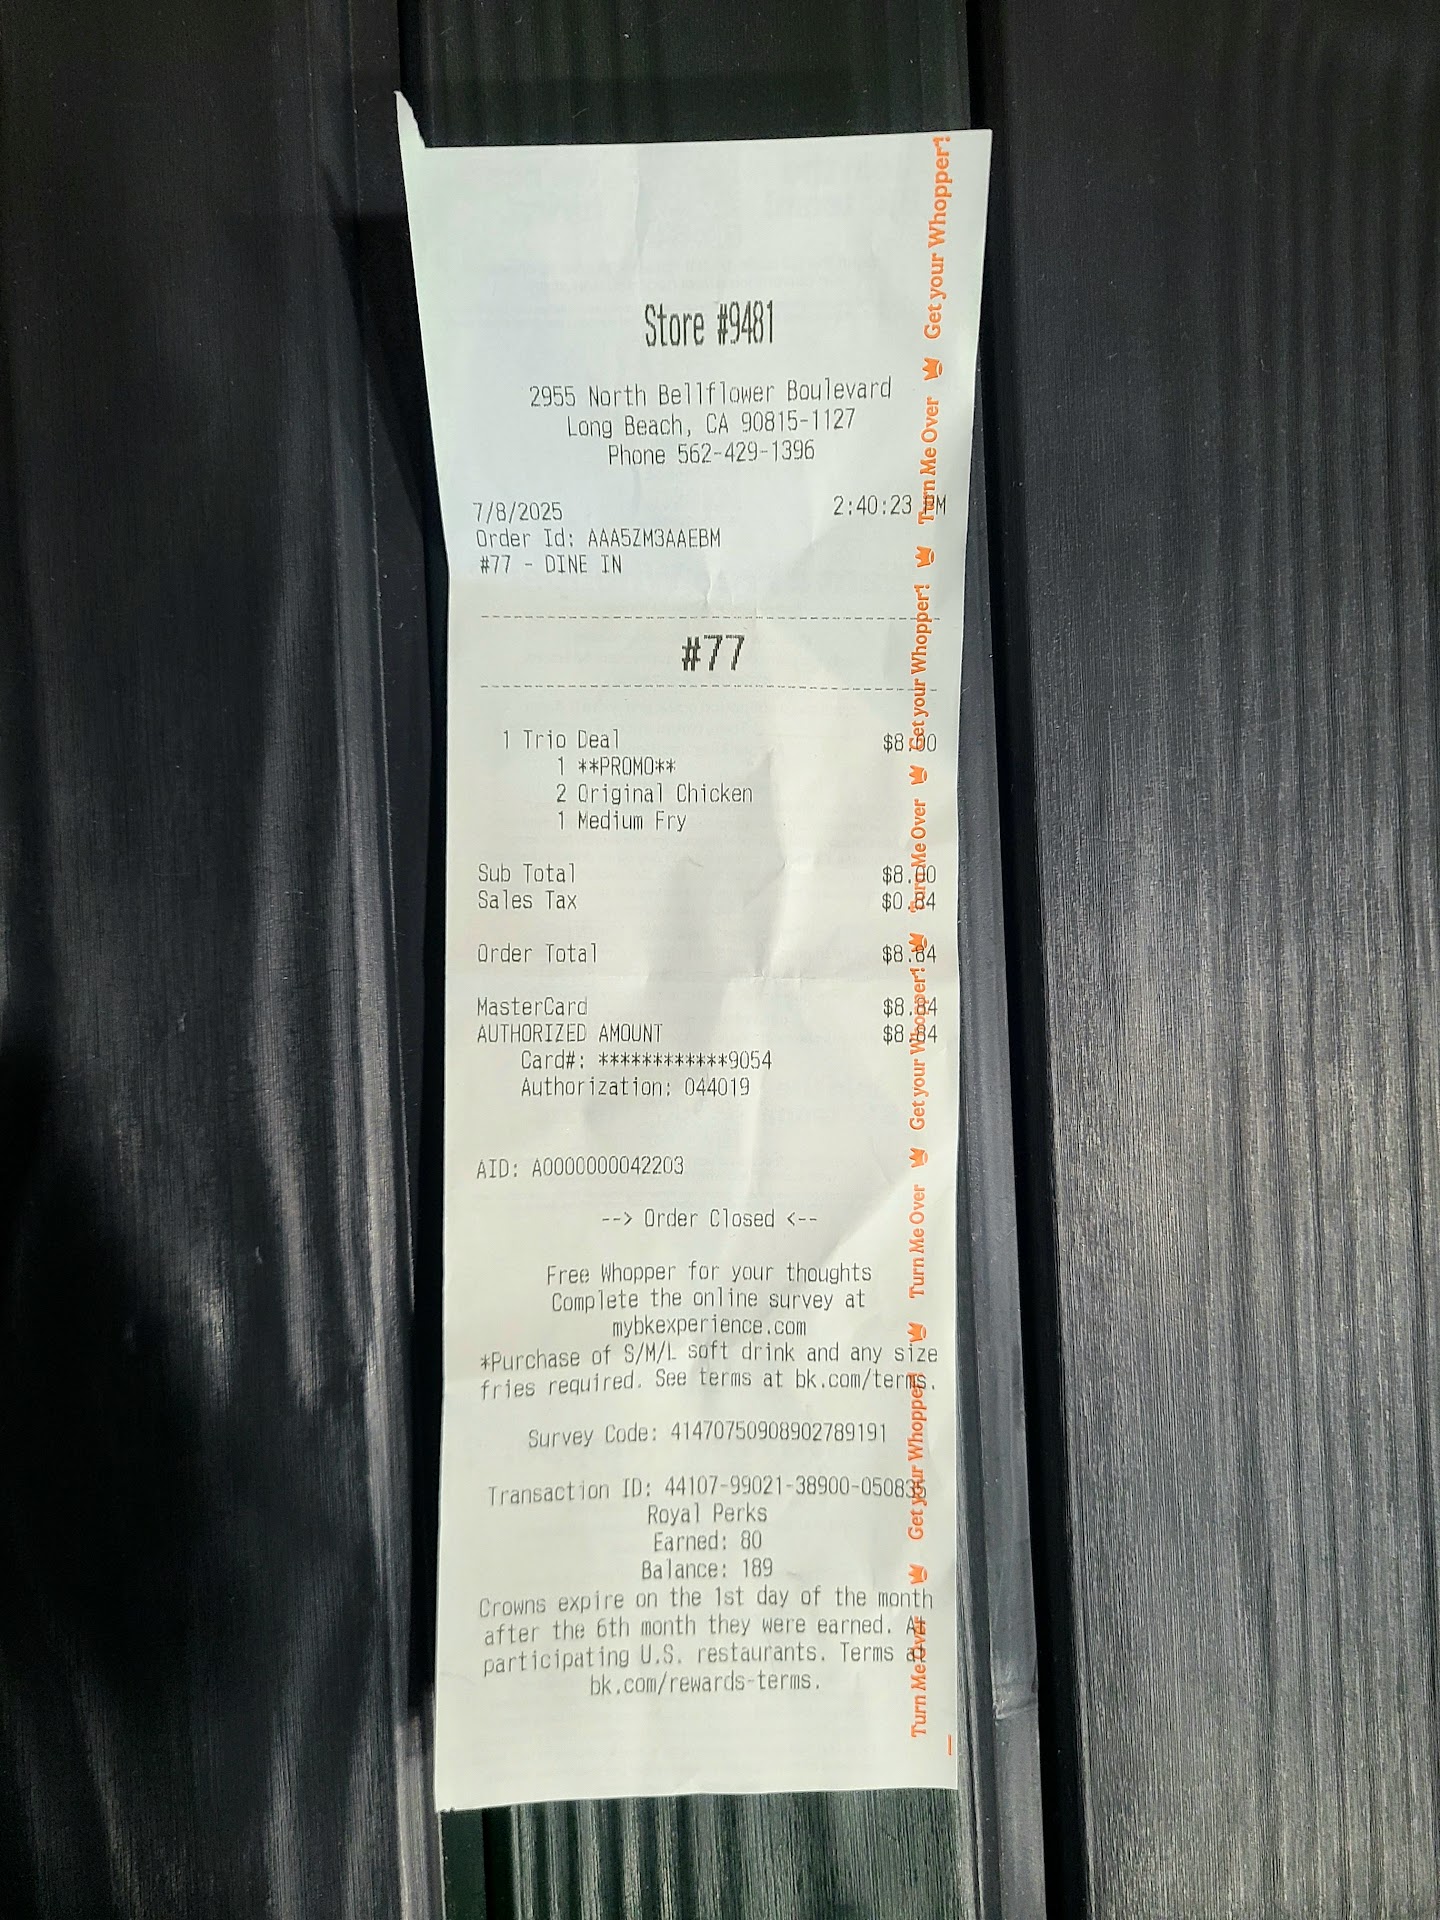 Store #9481
2955 North Bellflower Boulevard
Long Beach, CA 90815-1127
Phone 562-429-1396
7/8/2025 2:40:23 PM
Order Id: AAA5ZM3AAEBM
#77 - DINE IN
#77
1 Trio Deal $8.00
1 **PROMO**
2 Original Chicken
1 Medium Fry
Sub Total $8.00
Sales Tax $0.84
Order Total $8.84
MasterCard $8.84
AUTHORIZED AMOUNT $8.84
Card#: ************9054
Authorization: 044019
AID: A0000000042203
--> Order Closed <--
Free Whopper for your thoughts
Complete the online survey at
mybkexperience.com
*Purchase of S/M/L soft drink and any size
fries required. See terms at bk.com/terms.
Survey Code: 41470750908902789191
Transaction ID: 44107-99021-38900-050835
Royal Perks
Earned: 80
Balance: 189
Crowns expire on the 1st day of the month
after the 6th month they were earned. At
participating U.S. restaurants. Terms at
bk.com/rewards-terms.
Turn Me Over Get your Whopper! Turn Me Over Get your Whopper! Turn Me Over Get your Whopper! Turn Me Over Get your Whopper!